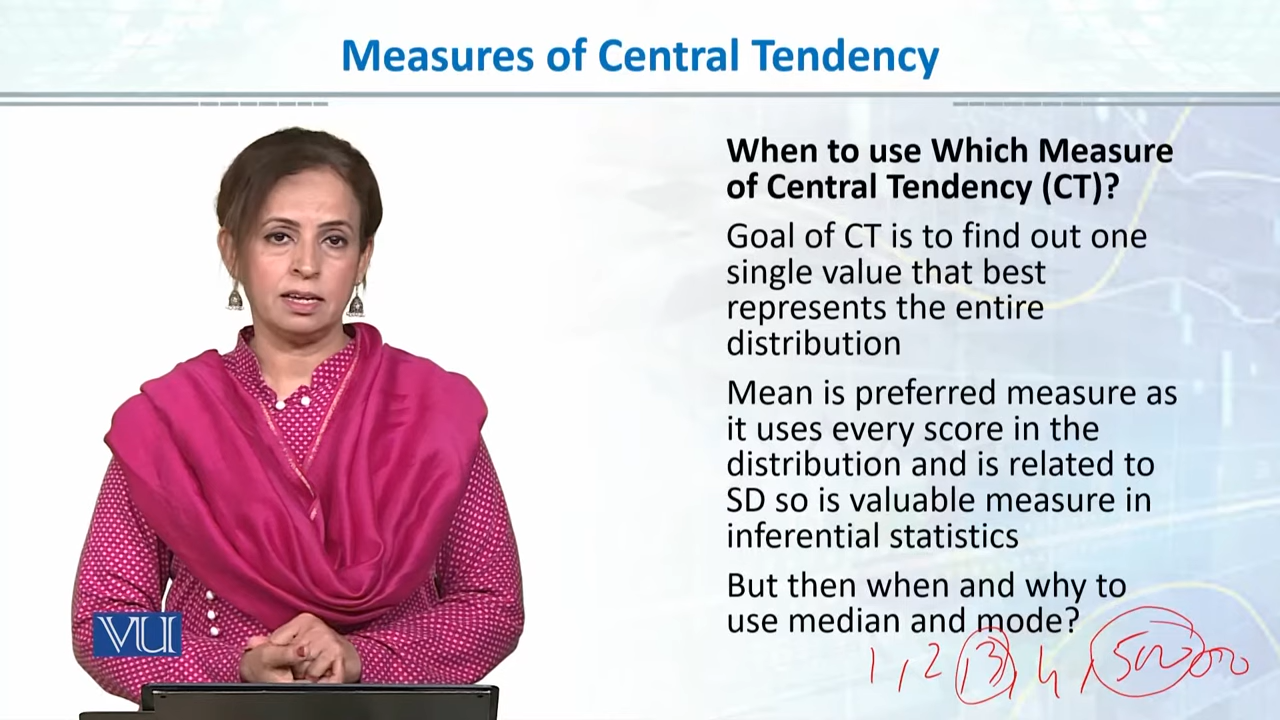 Measures of Central Tendency
When to use Which Measure
of Central Tendency (CT)?
Goal of CT is to find out one
single value that best
represents the entire
distribution
Mean is preferred measure as
it uses every score in the
distribution and is related to
SD so is valuable measure in
inferential statistics
But then when and why to
use median and mode?
1, 2, 3, 4,
VU